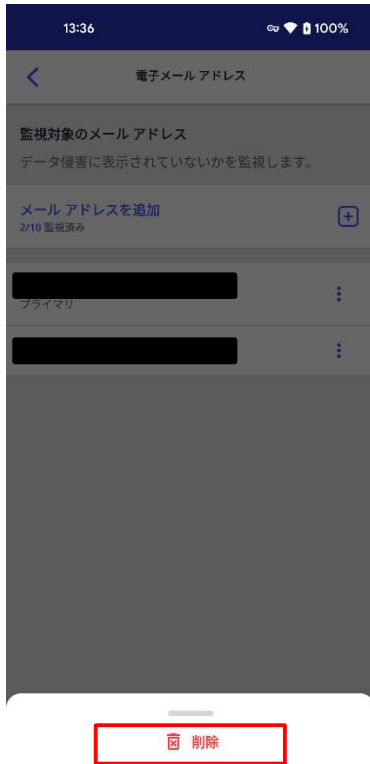 13:36
100%
電子メール アドレス
監視対象のメール アドレス
データ侵害に表示されていないかを監視します。
メール アドレスを追加
2/10 監視済み
プライマリ
削除